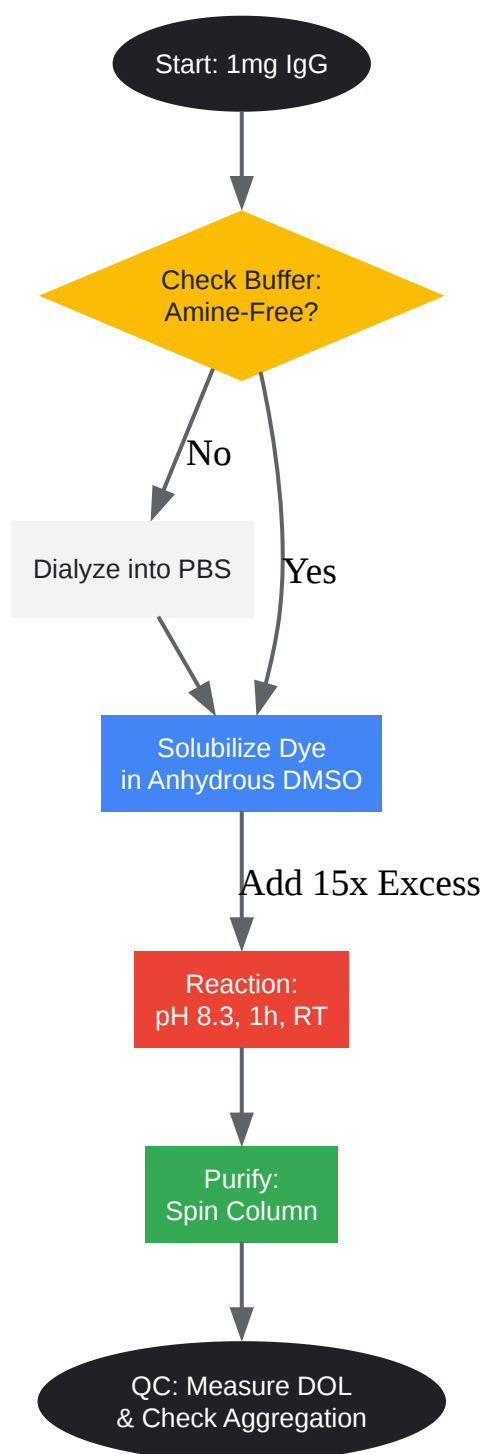 Start: 1mg IgG
Check Buffer:
Amine-Free?
No
Dialyze into PBS
Yes
Solubilize Dye
in Anhydrous DMSO
Add 15x Excess
Reaction:
pH 8.3, 1h, RT
Purify:
Spin Column
QC: Measure DOL
& Check Aggregation